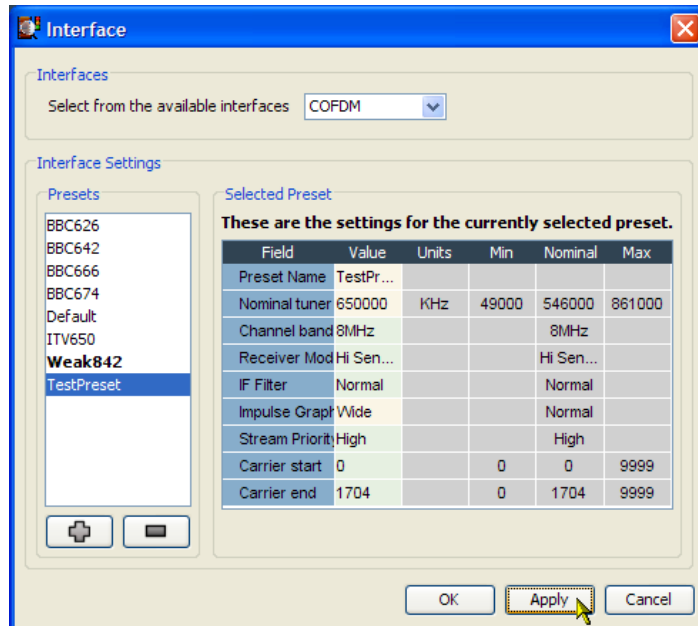 Interface
Interfaces
Select from the available interfaces COFDM
Interface Settings
Presets
BBC626
BBC642
BBC666
BBC674
Default
ITV650
Weak842
TestPreset
Selected Preset
These are the settings for the currently selected preset.
Field Value Units Min Nominal Max
Preset Name TestPr...
Nominal tuner 650000 KHz 49000 546000 861000
Channel band 8MHz 8MHz
Receiver Mod Hi Sen... Hi Sen...
IF Filter Normal Normal
Impulse Graph Wide Normal
Stream Priority High High
Carrier start 0 0 0 9999
Carrier end 1704 0 1704 9999
OK Apply Cancel